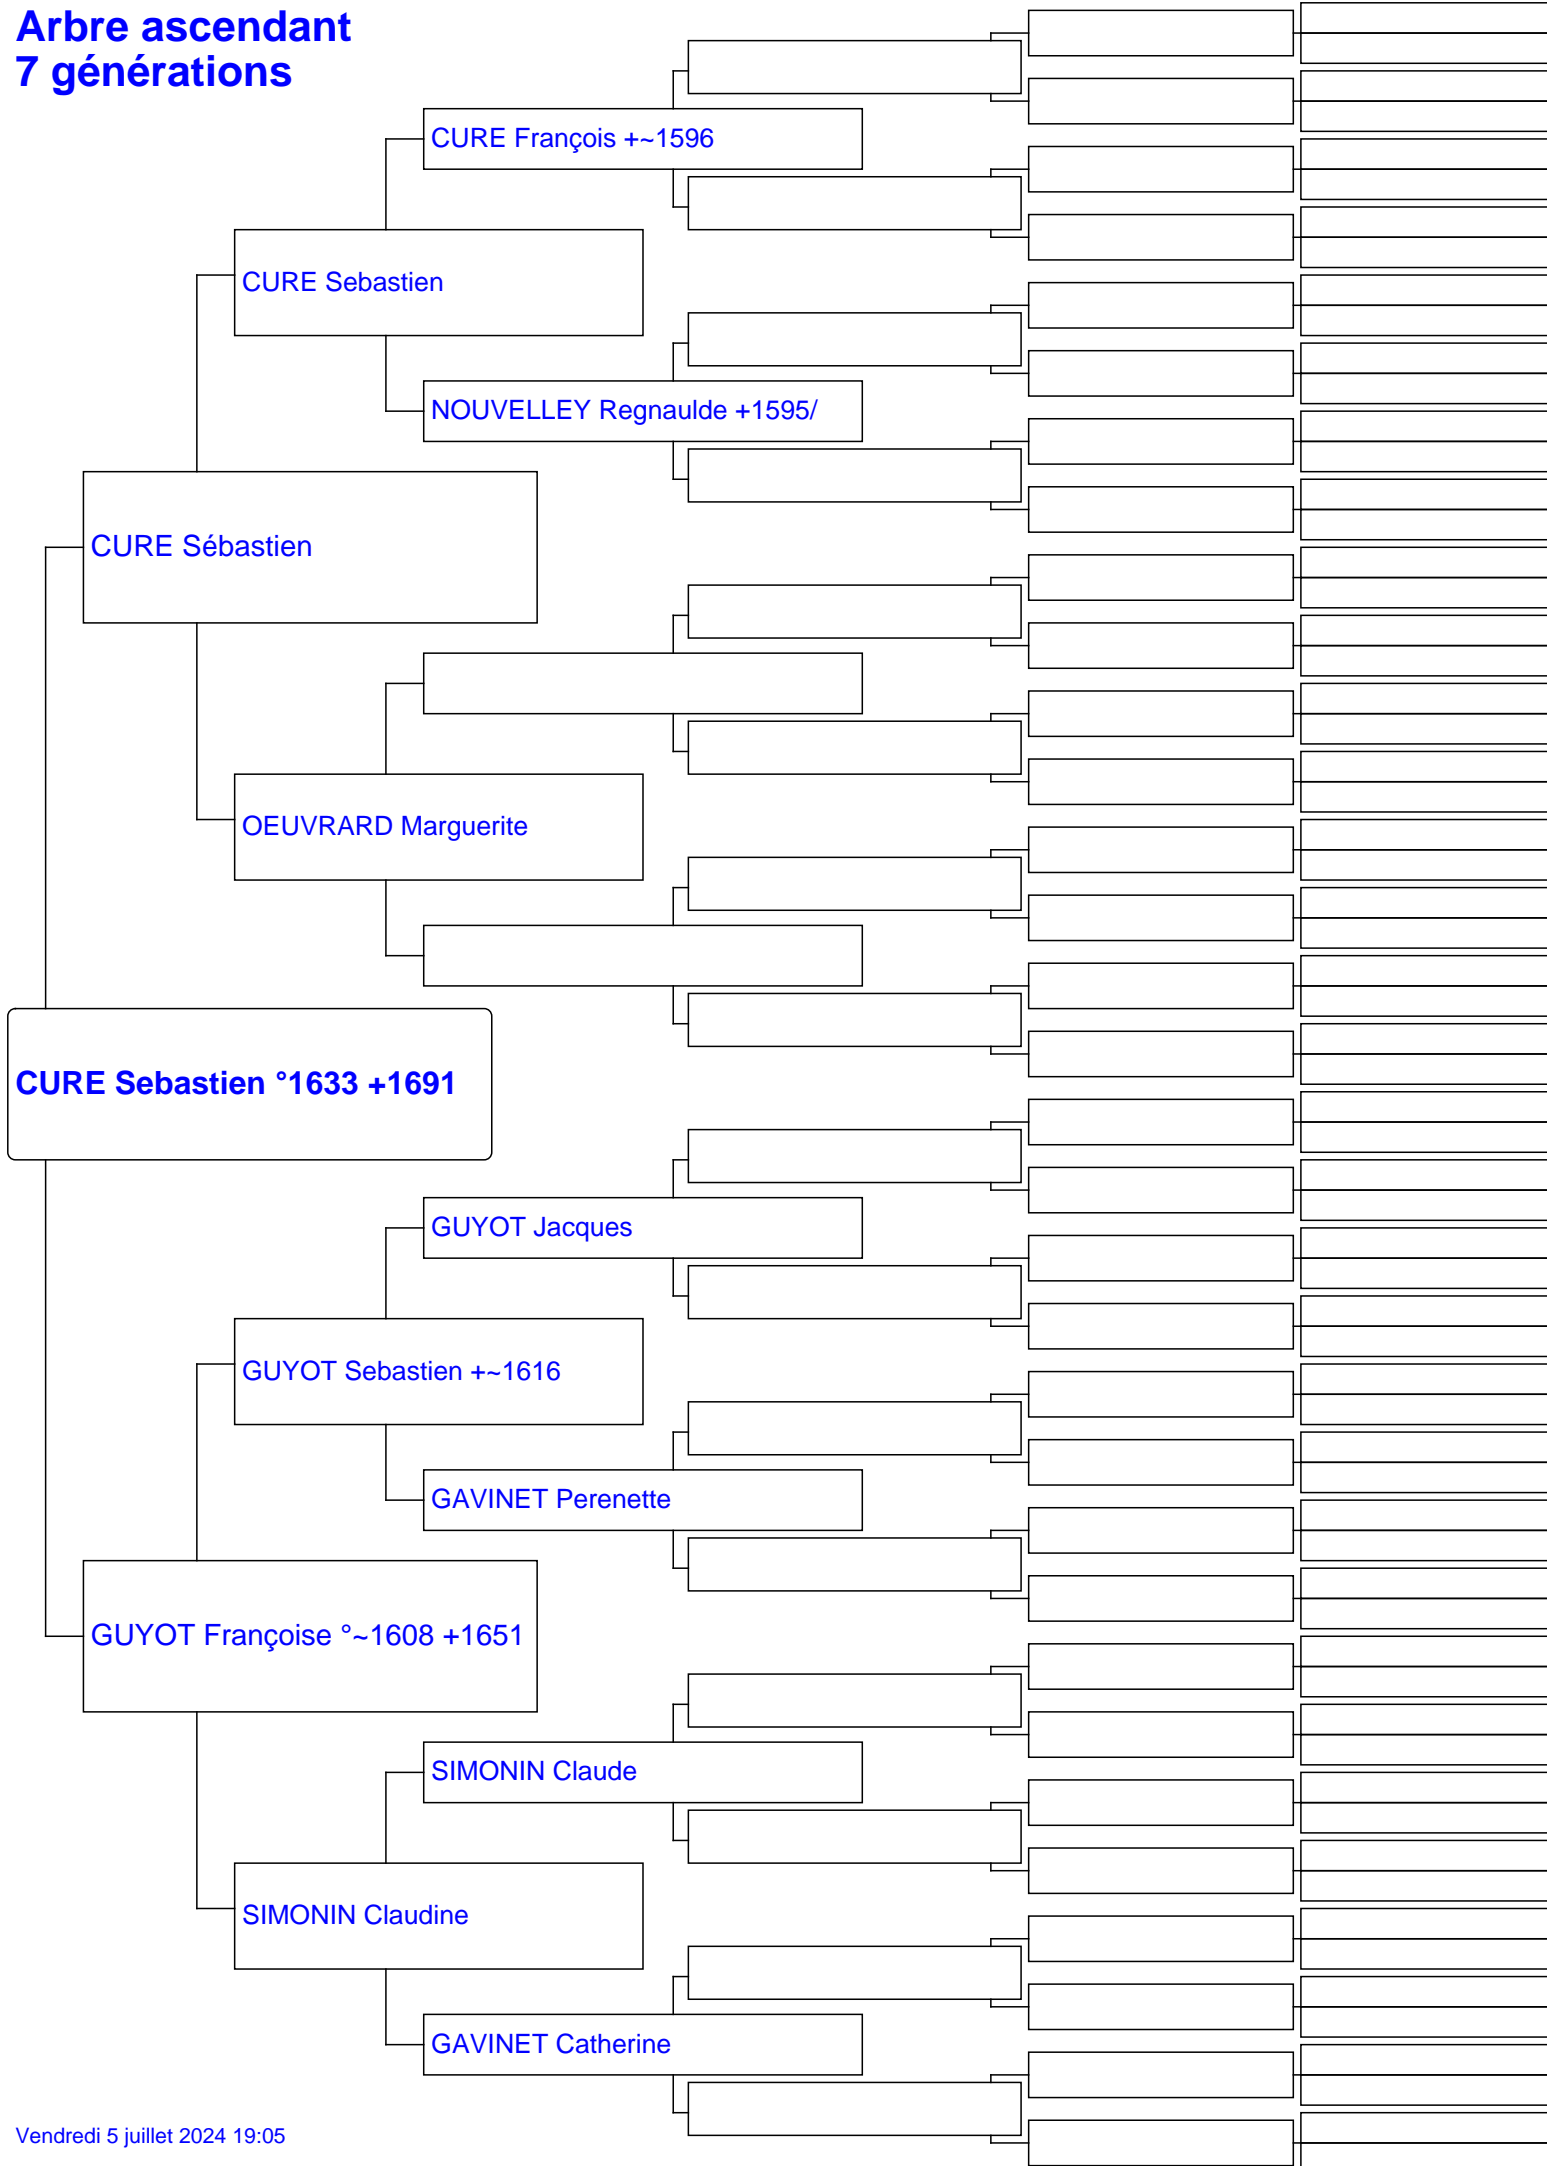 Arbre ascendant
7 générations
CURE François +~1596
CURE Sebastien
NOUVELLEY Regnaulde +1595/
CURE Sébastien
OEUVRARD Marguerite
CURE Sebastien °1633 +1691
GUYOT Jacques
GUYOT Sebastien +~1616
GAVINET Perenette
GUYOT Françoise °~1608 +1651
SIMONIN Claude
SIMONIN Claudine
GAVINET Catherine
Vendredi 5 juillet 2024 19:05